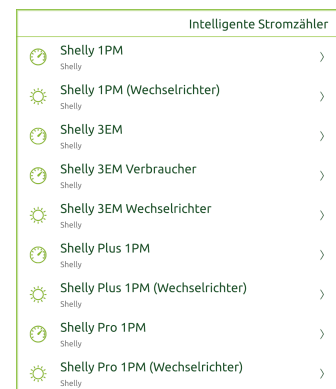 Intelligente Stromzähler
Shelly 1PM
Shelly
Shelly 1PM (Wechselrichter)
Shelly
Shelly 3EM
Shelly
Shelly 3EM Verbraucher
Shelly
Shelly 3EM Wechselrichter
Shelly
Shelly Plus 1PM
Shelly
Shelly Plus 1PM (Wechselrichter)
Shelly
Shelly Pro 1PM
Shelly
Shelly Pro 1PM (Wechselrichter)
Shelly